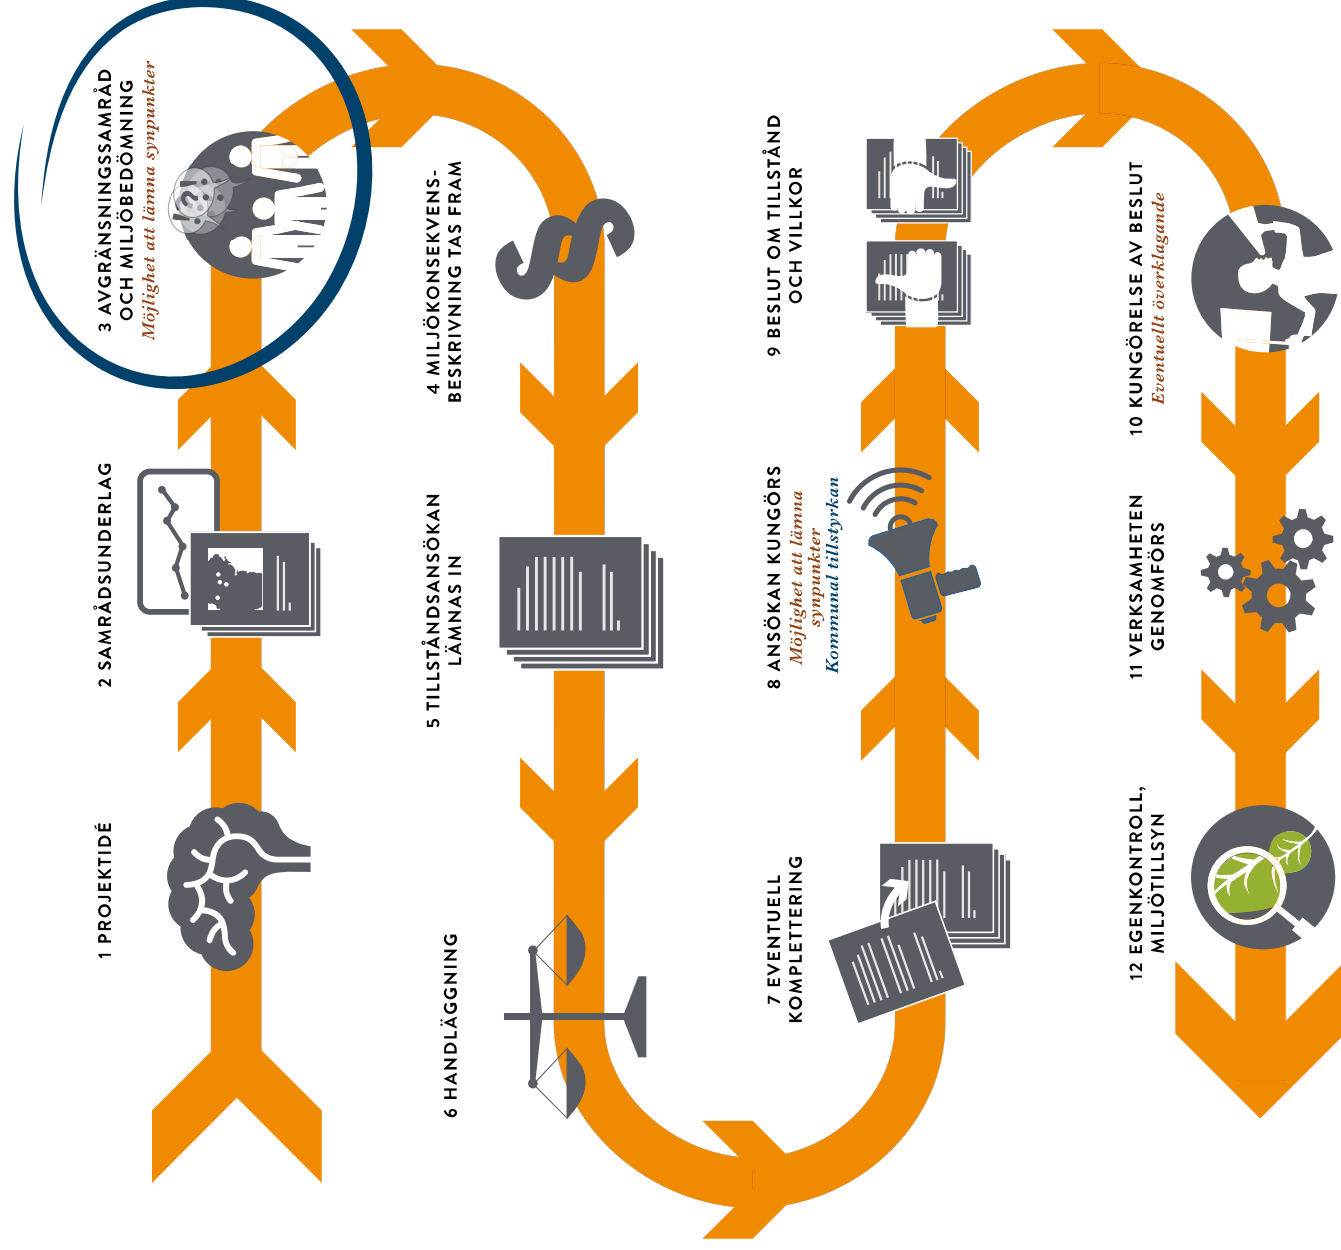 1 PROJEKTIDÉ
2 SAMRÅDSUNDERLAG
3 AVGRÄNSNINGSSAMRÅD
OCH MILJÖBEDÖMNING
Möjlighet att lämna synpunkter
!?
4 MILJÖKONSEKVENS-
BESKRIVNING TAS FRAM
5 TILLSTÅNDSANSÖKAN
LÄMNAS IN
6 HANDLÄGGNING
7 EVENTUELL
KOMPLETTERING
8 ANSÖKAN KUNGÖRS
Möjlighet att lämna
synpunkter
Kommunal tillstyrkan
9 BESLUT OM TILLSTÅND
OCH VILLKOR
10 KUNGÖRELSE AV BESLUT
Eventuellt överklagande
11 VERKSAMHETEN
GENOMFÖRS
12 EGENKONTROLL,
MILJÖTILLSYN